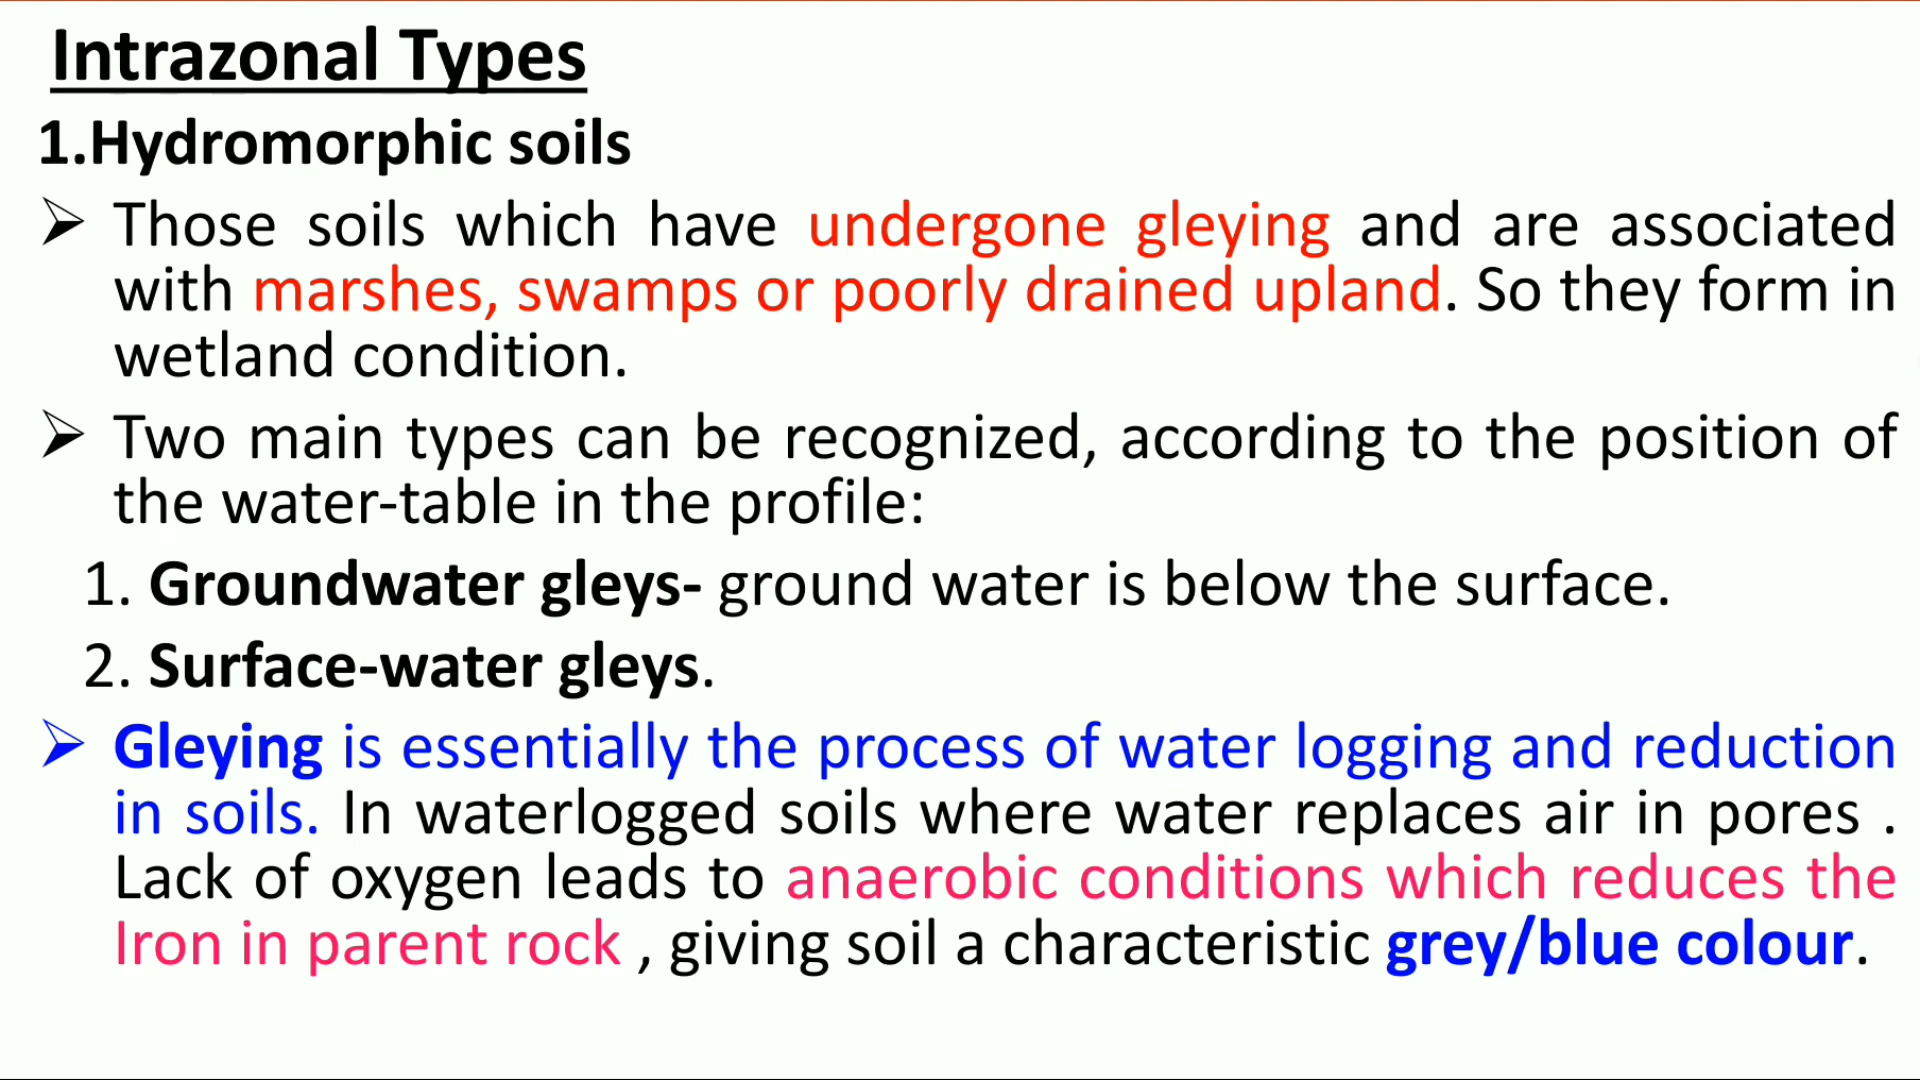 Intrazonal Types
1.Hydromorphic soils
➢ Those soils which have undergone gleying and are associated
with marshes, swamps or poorly drained upland. So they form in
wetland condition.
➢ Two main types can be recognized, according to the position of
the water-table in the profile:
1. Groundwater gleys- ground water is below the surface.
2. Surface-water gleys.
➢ Gleying is essentially the process of water logging and reduction
in soils. In waterlogged soils where water replaces air in pores .
Lack of oxygen leads to anaerobic conditions which reduces the
Iron in parent rock , giving soil a characteristic grey/blue colour.